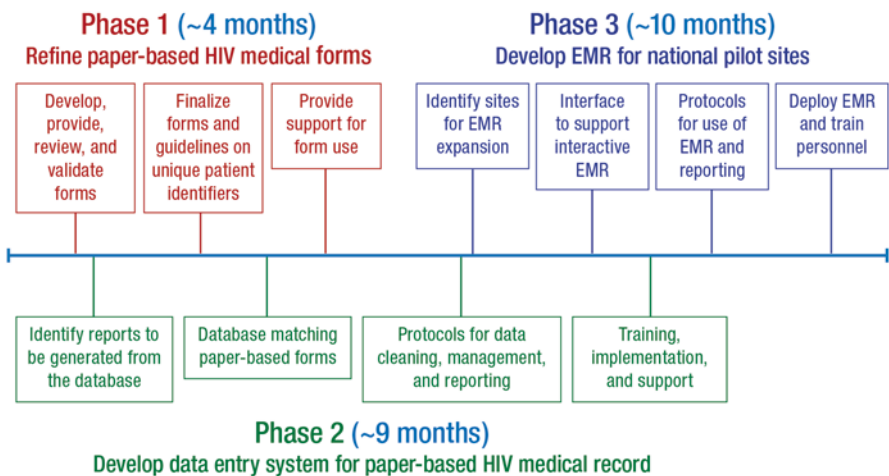 Phase 1 (~4 months)
Refine paper-based HIV medical forms
Develop,
provide,
review, and
validate
forms
Finalize
forms and
guidelines on
unique patient
identifiers
Provide
support for
form use
Phase 3 (~10 months)
Develop EMR for national pilot sites
Identify sites
for EMR
expansion
Interface
to support
interactive
EMR
Protocols
for use of
EMR and
reporting
Deploy EMR
and train
personnel
Identify reports to
be generated from
the database
Database matching
paper-based forms
Protocols for data
cleaning, management,
and reporting
Training,
implementation,
and support
Phase 2 (~9 months)
Develop data entry system for paper-based HIV medical record